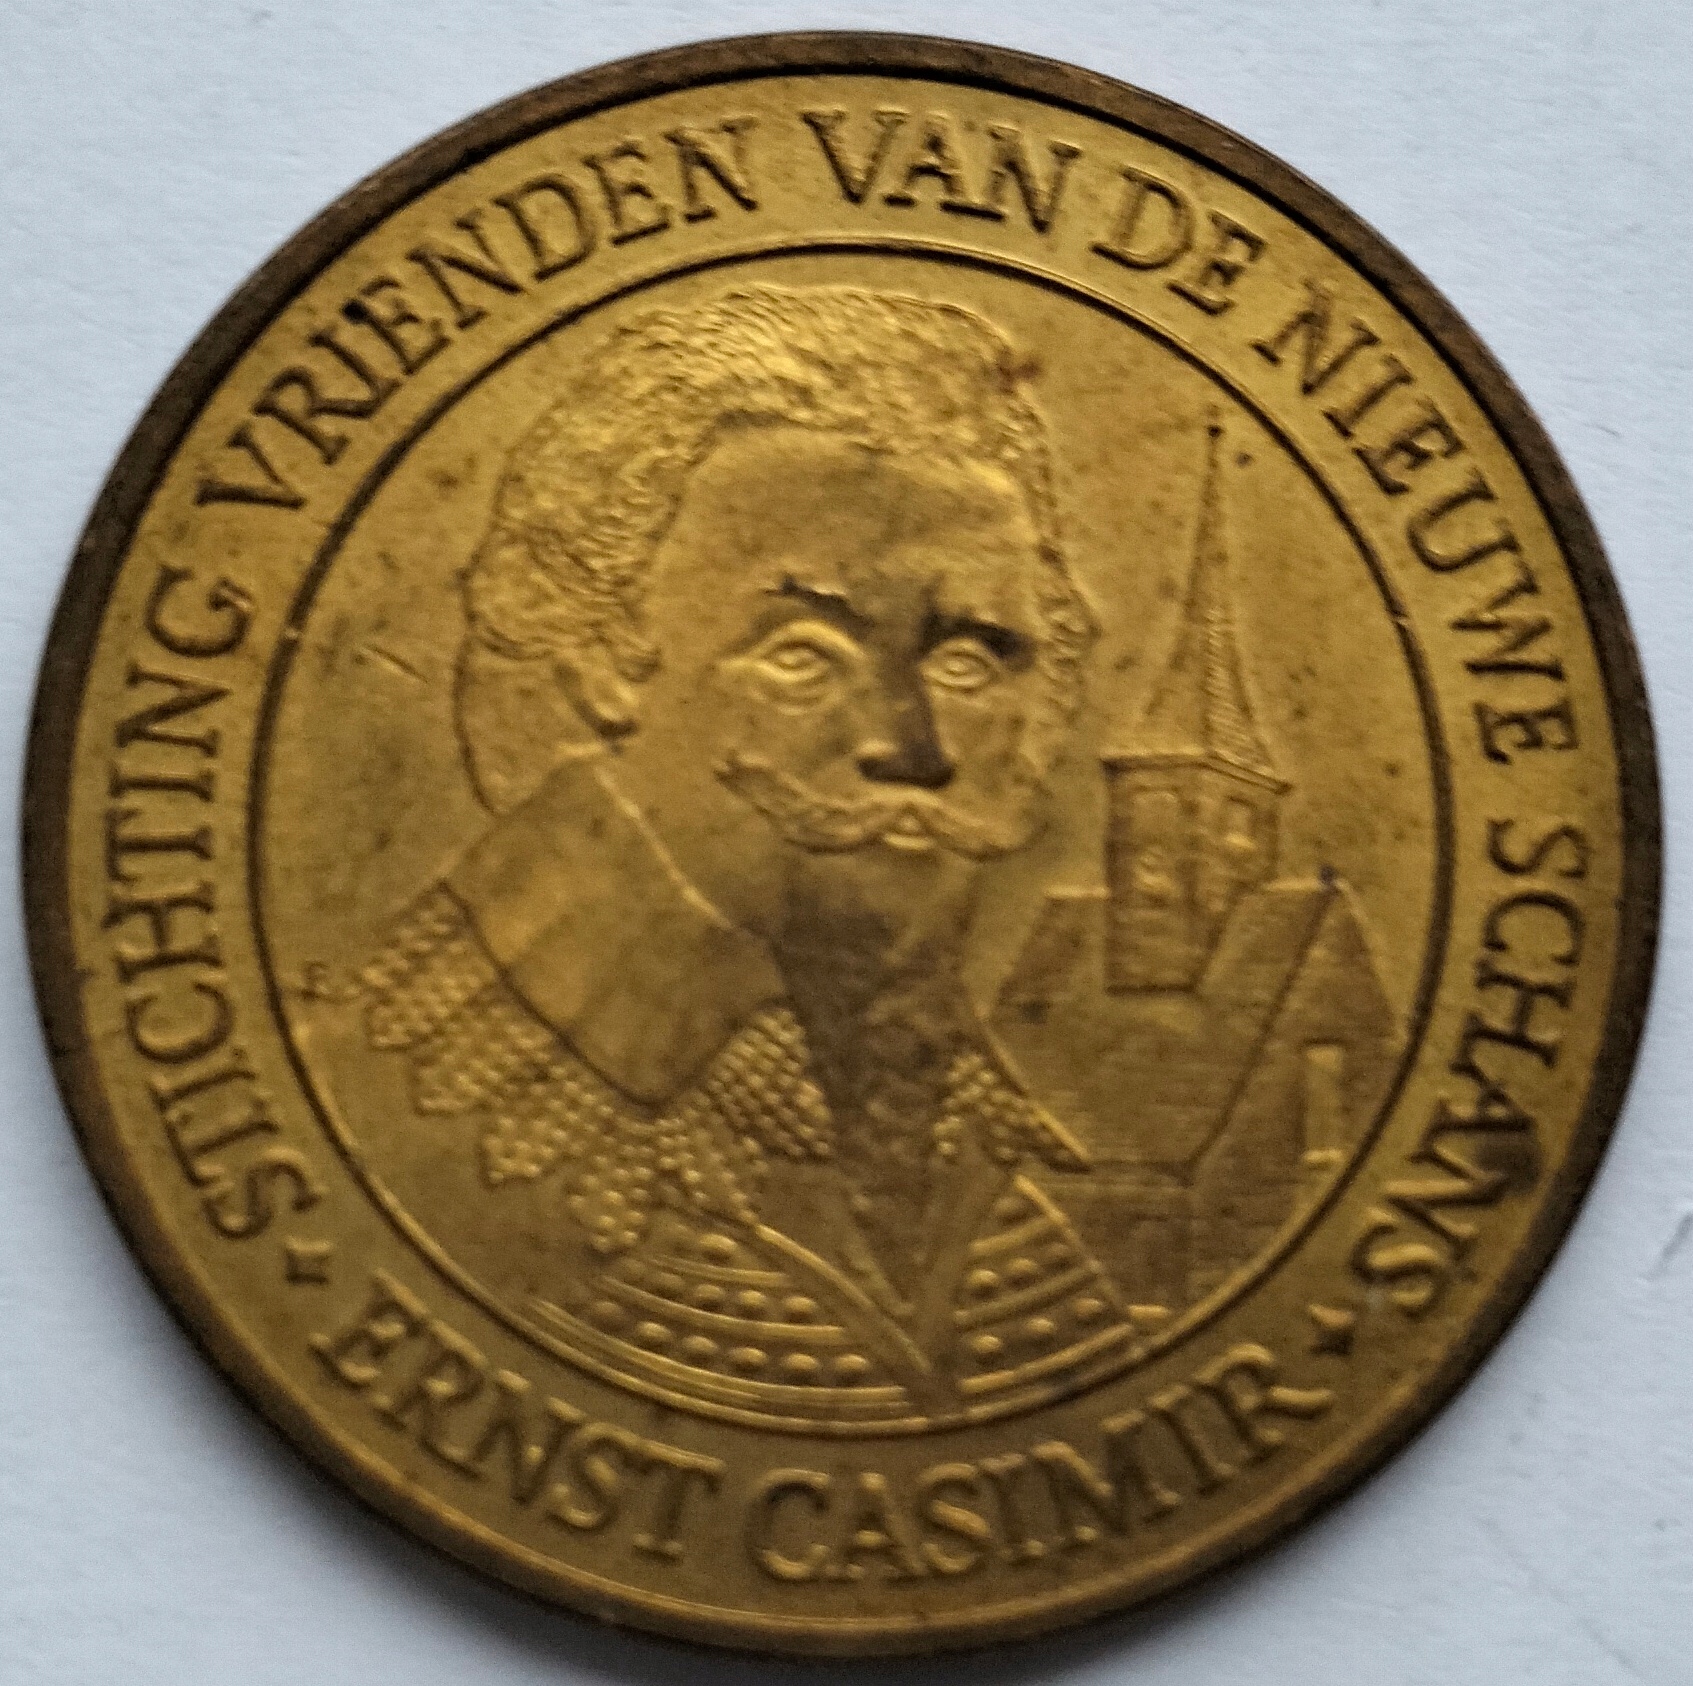 STICHTING VRIENDEN VAN DE NIEUWE SCHANS
ERNST CASIMIR